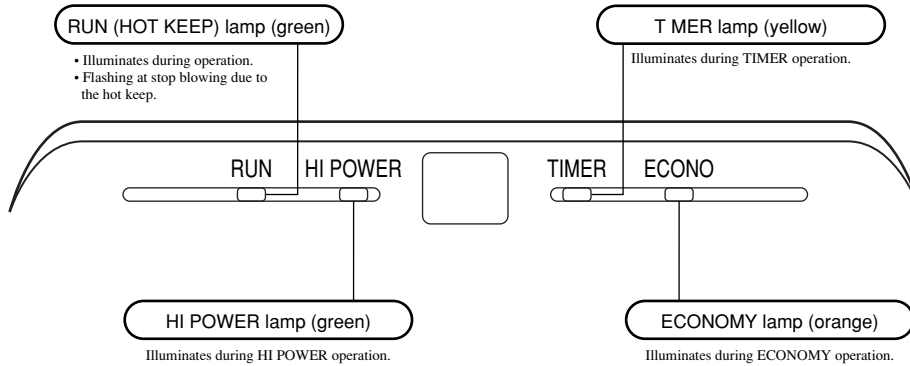 RUN (HOT KEEP) lamp (green)
• Illuminates during operation.
• Flashing at stop blowing due to
the hot keep.
T MER lamp (yellow)
Illuminates during TIMER operation.
RUN HI POWER TIMER ECONO
HI POWER lamp (green)
Illuminates during HI POWER operation.
ECONOMY lamp (orange)
Illuminates during ECONOMY operation.